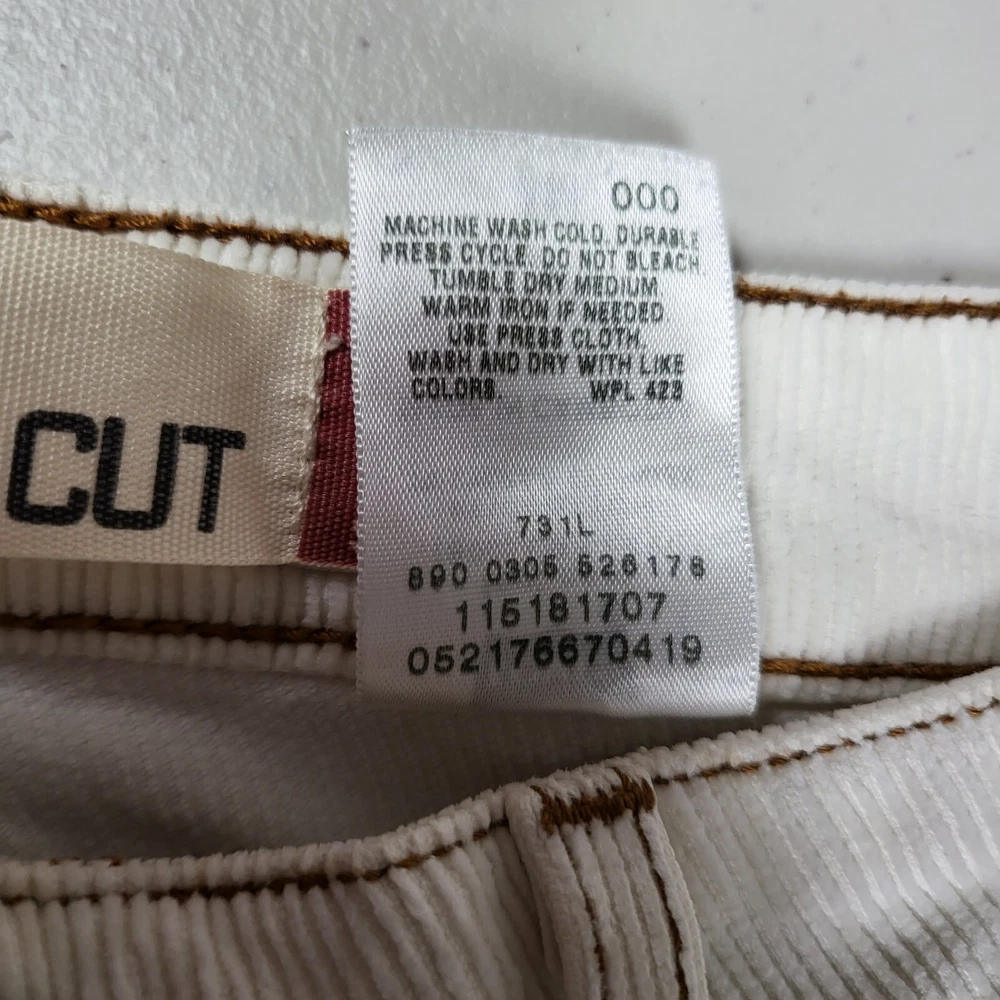 CUT
000
MACHINE WASH COLD, DURABLE
PRESS CYCLE, DO NOT BLEACH
TUMBLE DRY MEDIUM
WARM IRON IF NEEDED
USE PRESS CLOTH.
WASH AND DRY WITH LIKE
COLORS WPL 423
731L
890 0305 526176
115181707
052176670419